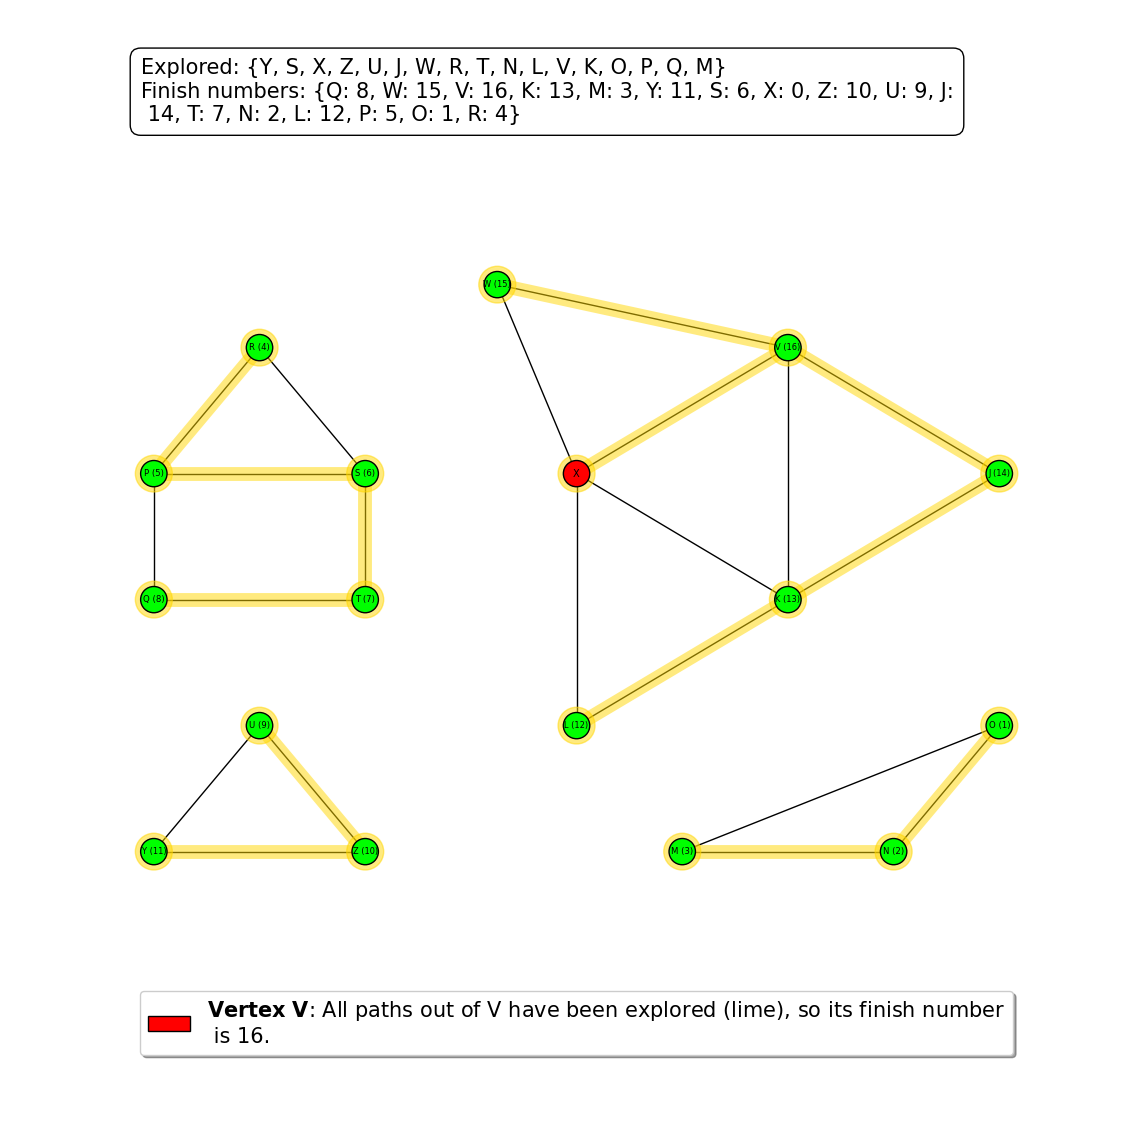 Explored: {Y, S, X, Z, U, J, W, R, T, N, L, V, K, O, P, Q, M}
Finish numbers: {Q: 8, W: 15, V: 16, K: 13, M: 3, Y: 11, S: 6, X: 0, Z: 10, U: 9, J:
14, T: 7, N: 2, L: 12, P: 5, O: 1, R: 4}
W (15)
R (4)
V (16)
P (5)
S (6)
X
J (14)
Q (8)
T (7)
K (13)
U (9)
L (12)
O (1)
Y (11)
Z (10)
M (3)
N (2)
Vertex V: All paths out of V have been explored (lime), so its finish number
is 16.